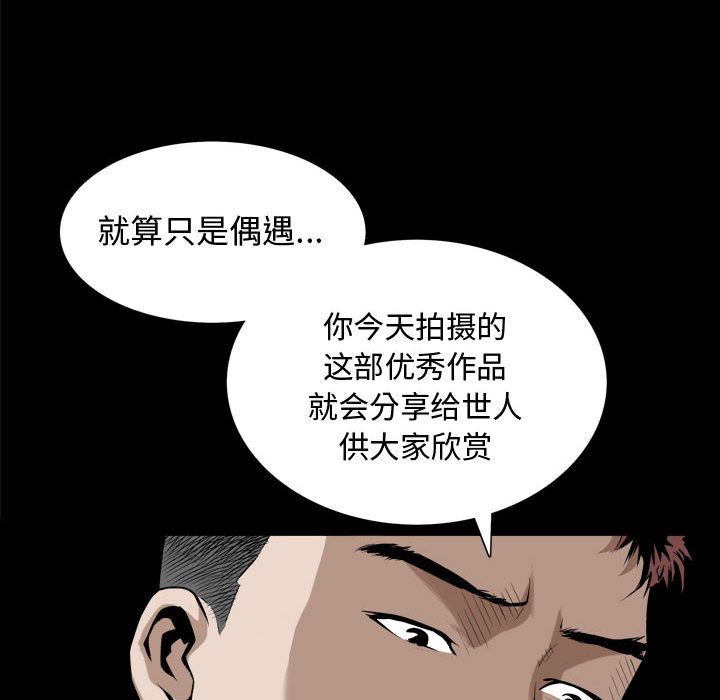 就算只是偶遇...
你今天拍摄的
这部优秀作品
就会分享给世人
供大家欣赏